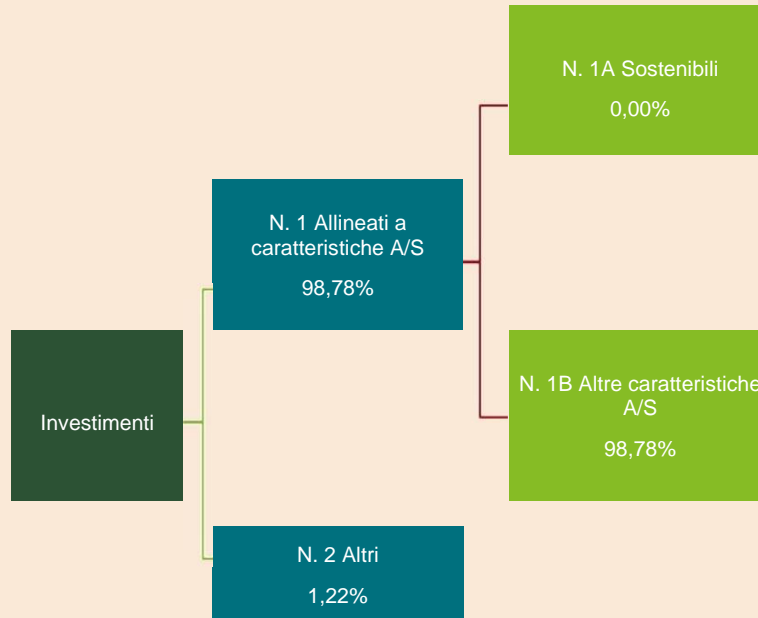 Investimenti
N. 1 Allineati a
caratteristiche A/S
98,78%
N. 2 Altri
1,22%
N. 1A Sostenibili
0,00%
N. 1B Altre caratteristiche
A/S
98,78%